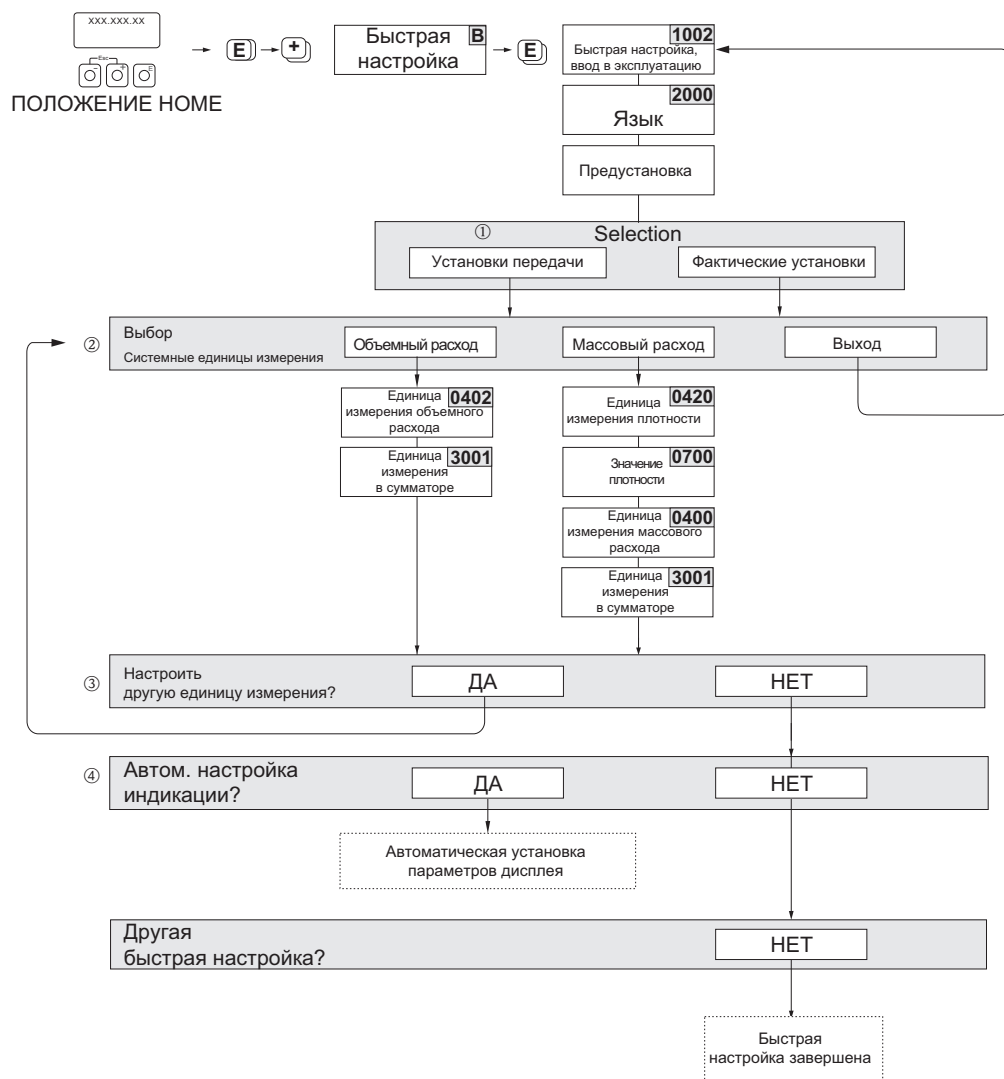 xxx.xxx.xx
Esc
- + E
ПОЛОЖЕНИЕ HOME
E
+
Быстрая
настройка
B
E
1002
Быстрая настройка,
ввод в эксплуатацию
2000
Язык
Предустановка
① Selection
Установки передачи
Фактические установки
②
Выбор
Системные единицы измерения
Объемный расход
Массовый расход
Выход
Единица 0402
измерения объемного
расхода
Единица 3001
измерения
в сумматоре
0420
Единица
измерения плотности
0700
Значение
плотности
Единица 0400
измерения массового
расхода
Единица 3001
измерения
в сумматоре
③
Настроить
другую единицу измерения?
ДА
НЕТ
④
Автом. настройка
индикации?
ДА
НЕТ
Автоматическая установка
параметров дисплея
Другая
быстрая настройка?
НЕТ
Быстрая
настройка завершена